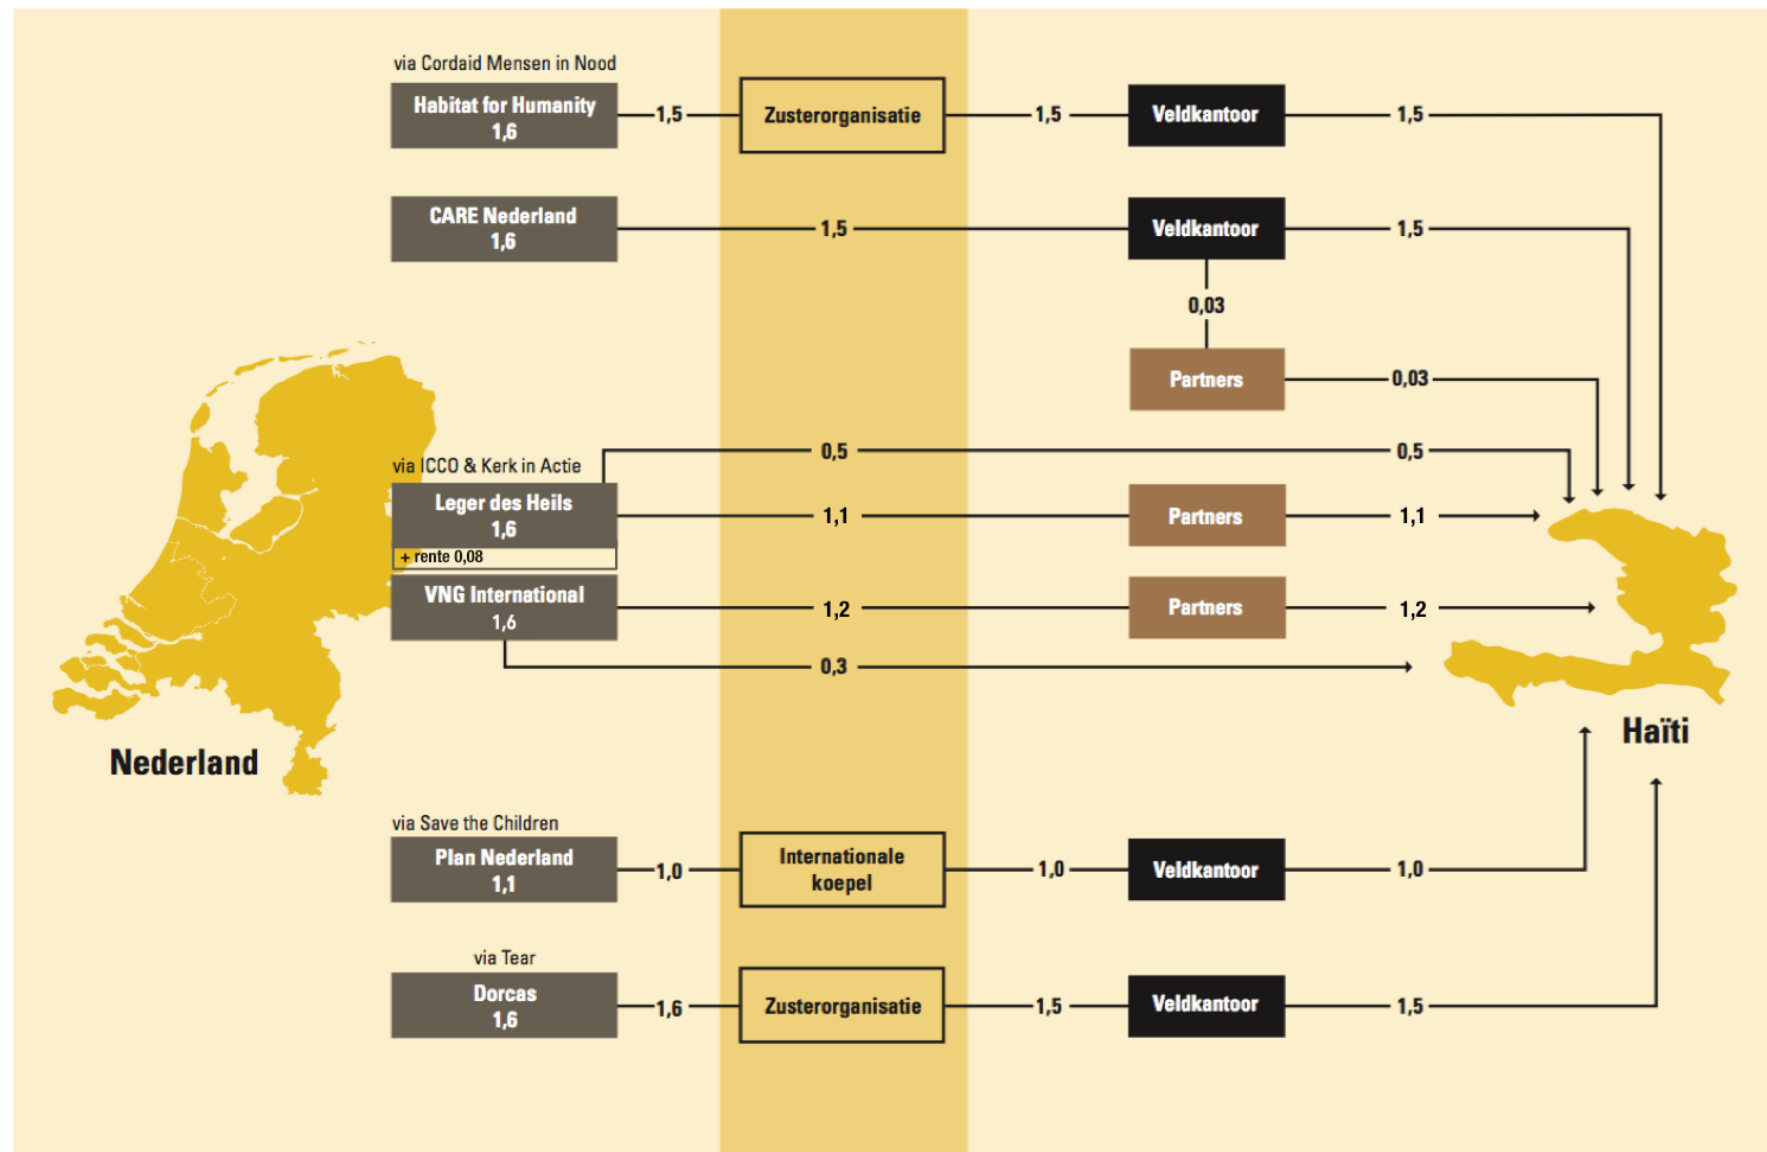 via Cordaid Mensen in Nood
Habitat for Humanity
1,6
1,5
Zusterorganisatie
1,5
Veldkantoor
1,5
CARE Nederland
1,6
1,5
Veldkantoor
1,5
0,03
Partners
0,03
0,5
0,5
via ICCO & Kerk in Actie
Leger des Heils
1,6
1,1
Partners
1,1
+ rente 0,08
VNG International
1,6
1,2
Partners
1,2
0,3
Haïti
Nederland
via Save the Children
Plan Nederland
1,1
1,0
Internationale
koepel
1,0
Veldkantoor
1,0
via Tear
Dorcas
1,6
1,6
Zusterorganisatie
1,5
Veldkantoor
1,5